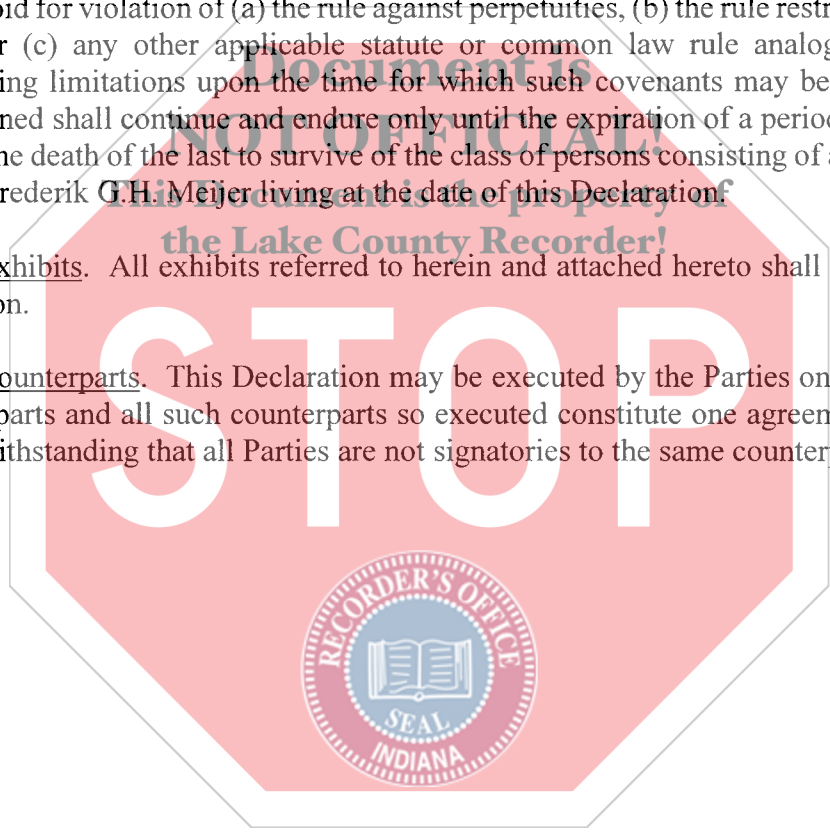 oid for violation of (a) the rule against perpetuities, (b) the rule restr
r (c) any other applicable statute or common law rule analog
ing limitations upon the time for which such covenants may be
ned shall continue and endure only until the expiration of a perio
he death of the last to survive of the class of persons consisting of a
rederik G.H. Meijer living at the date of this Declaration.
Document is
NOT OFFICIAL!
This Document is the property of
the Lake County Recorder!
xhibits. All exhibits referred to herein and attached hereto shall
on.
ounterparts. This Declaration may be executed by the Parties on
parts and all such counterparts so executed constitute one agreem
ithstanding that all Parties are not signatories to the same counterp
STOP
RECORDER'S OFFICE
SEAL
INDIANA